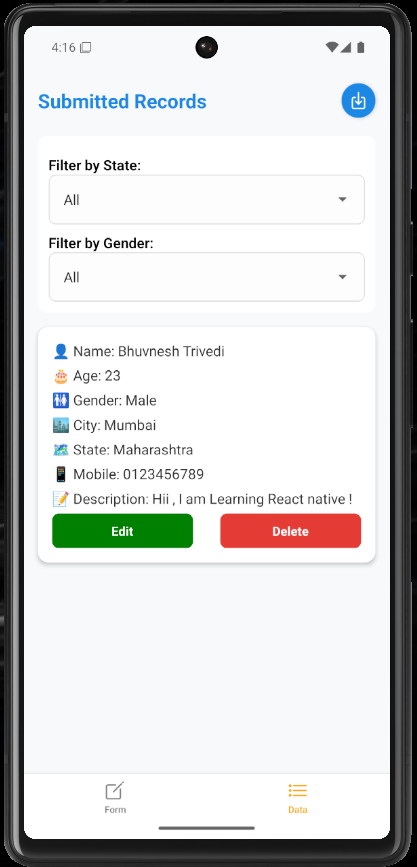 4:16
Submitted Records
Filter by State:
All
Filter by Gender:
All
Name: Bhuvnesh Trivedi
Age: 23
Gender: Male
City: Mumbai
State: Maharashtra
Mobile: 0123456789
Description: Hii , I am Learning React native !
Edit Delete
Form Data